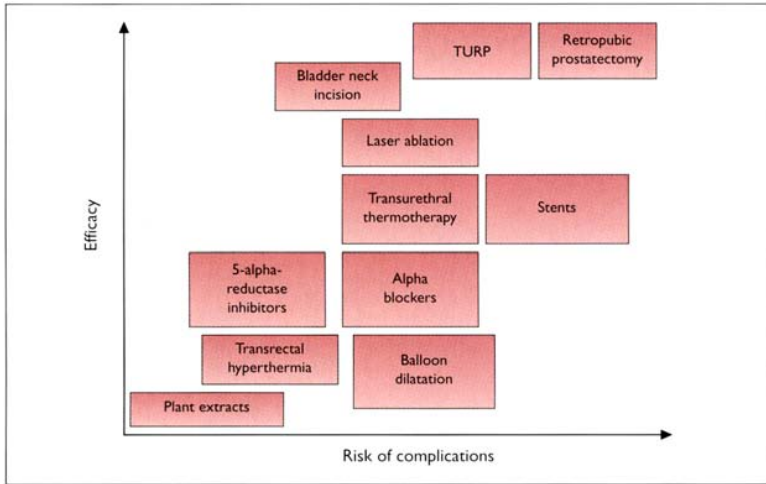 TURP
Retropubic
prostatectomy
Bladder neck
incision
Laser ablation
Transurethral
thermotherapy
Stents
5-alpha-
reductase
inhibitors
Alpha
blockers
Transrectal
hyperthermia
Balloon
dilatation
Plant extracts
Efficacy
Risk of complications